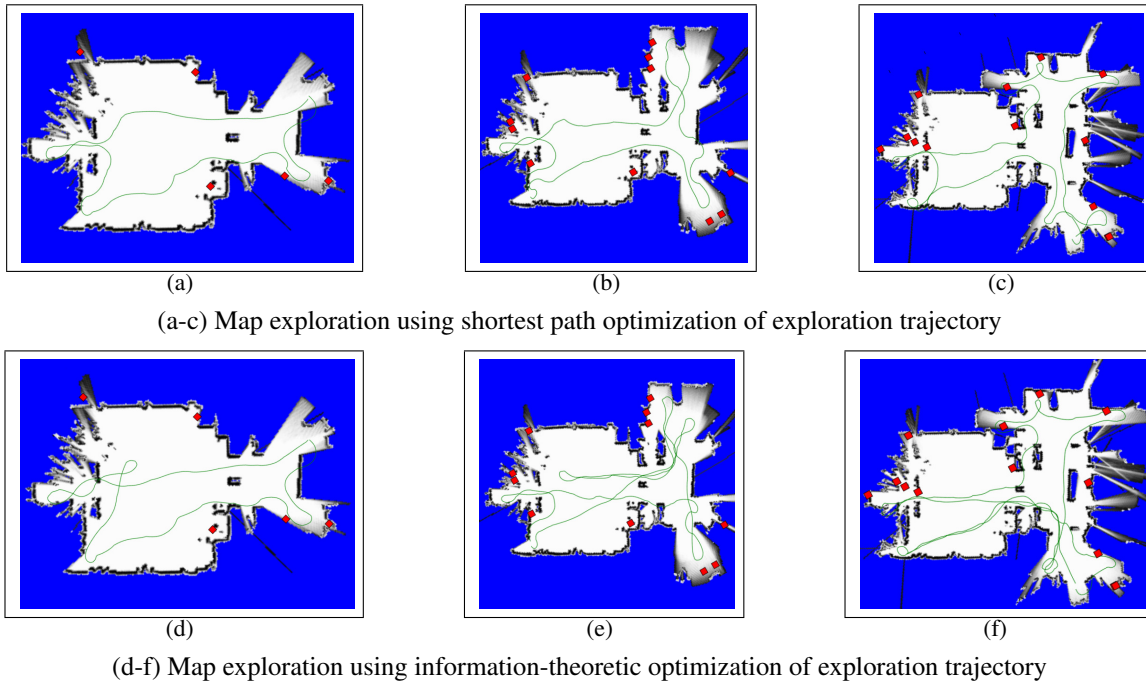 (a)
(b)
(c)
(a-c) Map exploration using shortest path optimization of exploration trajectory
(d)
(e)
(f)
(d-f) Map exploration using information-theoretic optimization of exploration trajectory